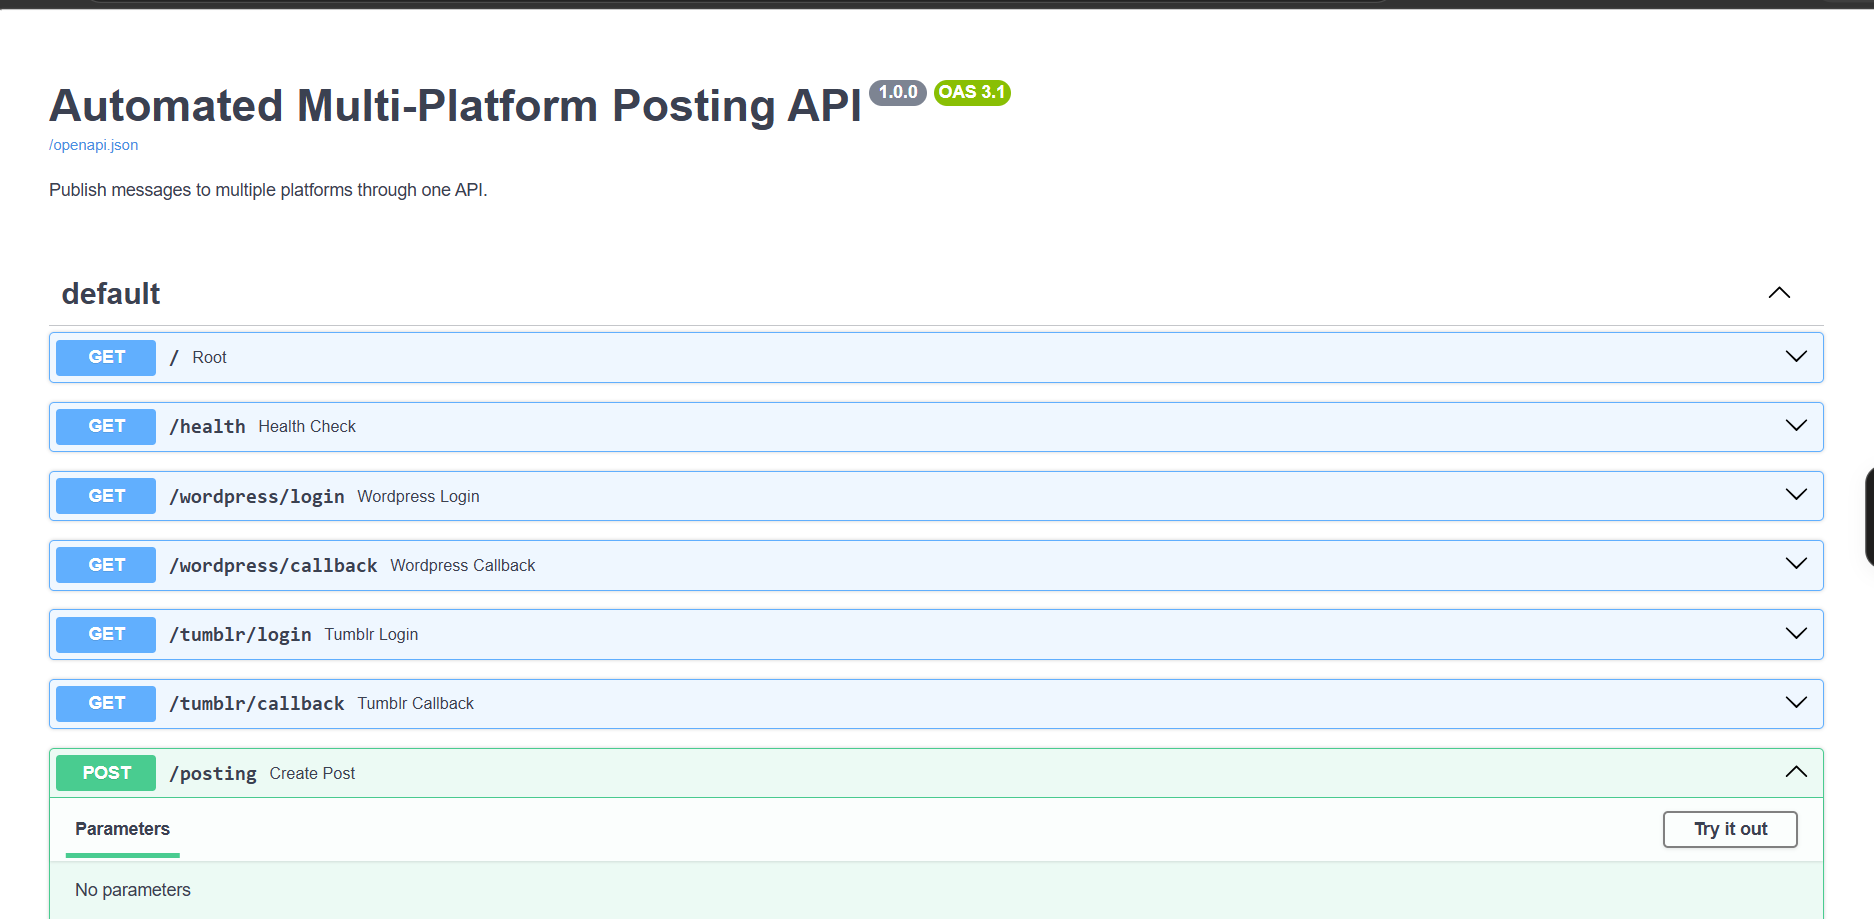 Automated Multi-Platform Posting API 1.0.0 OAS 3.1
/openapi.json
Publish messages to multiple platforms through one API.
default
GET / Root
GET /health Health Check
GET /wordpress/login Wordpress Login
GET /wordpress/callback Wordpress Callback
GET /tumblr/login Tumblr Login
GET /tumblr/callback Tumblr Callback
POST /posting Create Post
Parameters Try it out
No parameters